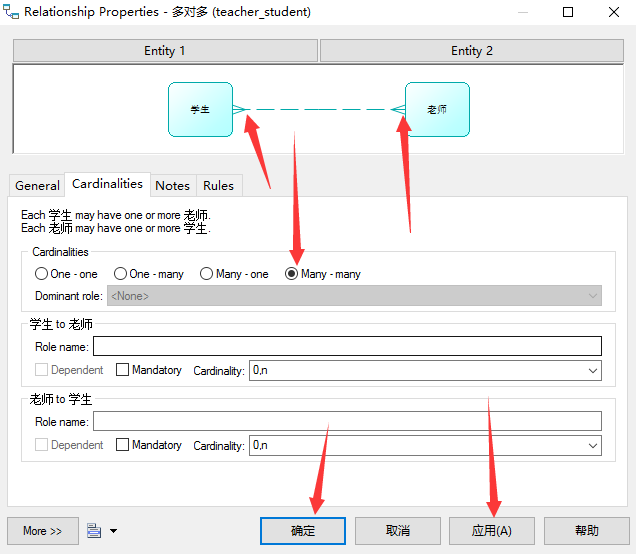 Relationship Properties - 多对多 (teacher_student)
Entity 1
Entity 2
学生
老师
General
Cardinalities
Notes
Rules
Each 学生 may have one or more 老师.
Each 老师 may have one or more 学生.
Cardinalities
One - one
One - many
Many - one
Many - many
Dominant role:
<None>
学生 to 老师
Role name:
Dependent
Mandatory
Cardinality:
0,n
老师 to 学生
Role name:
Dependent
Mandatory
Cardinality:
0,n
More >>
确定
取消
应用(A)
帮助